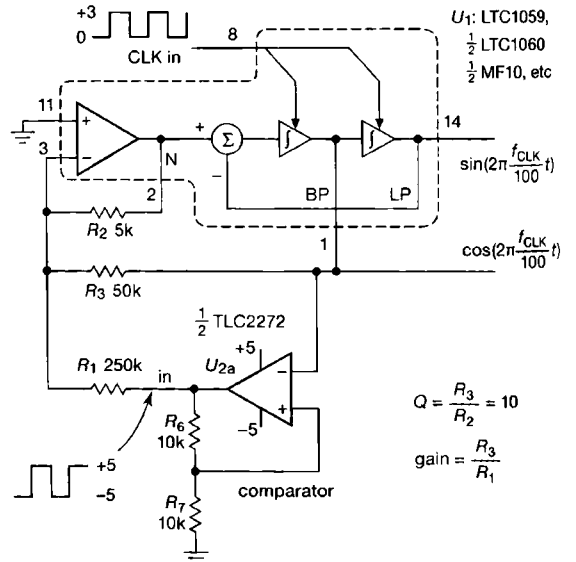 +3
0
CLK in
8
U1: LTC1059,
½ LTC1060
½ MF10, etc
11
+
3
−
N
2
+
Σ
−
∫
∫
BP
LP
14
sin(2π fCLK/100 t)
1
cos(2π fCLK/100 t)
R2 5k
R3 50k
½ TLC2272
+5
U2a
−
+
−5
R1 250k
in
R6
10k
R7
10k
comparator
+5
−5
Q = R3/R2 = 10
gain = R3/R1